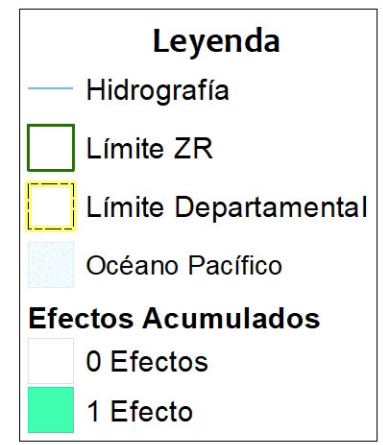 Leyenda
Hidrografía
Límite ZR
Límite Departamental
Océano Pacífico
Efectos Acumulados
0 Efectos
1 Efecto